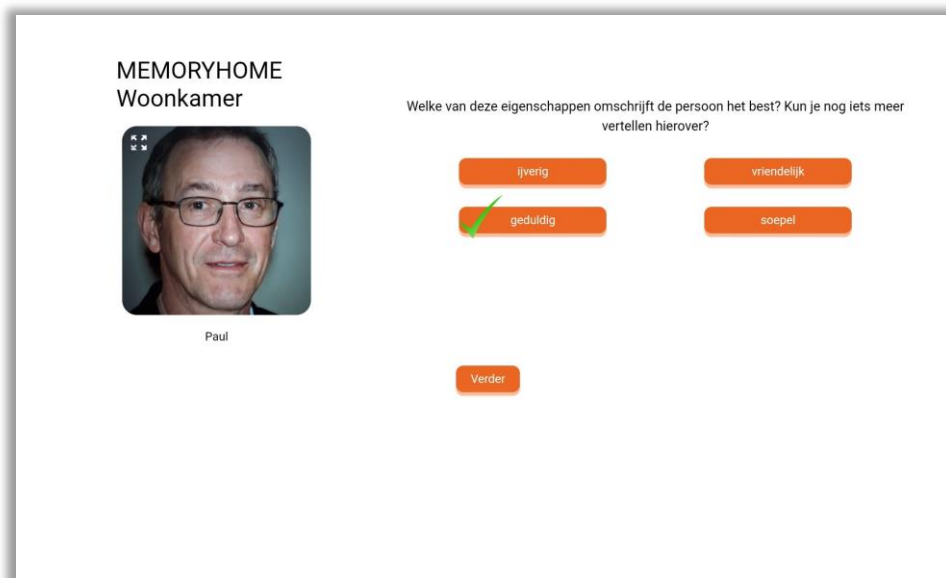 MEMORYHOME
Woonkamer
Paul
Welke van deze eigenschappen omschrijft de persoon het best? Kun je nog iets meer
vertellen hierover?
ijverig
vriendelijk
geduldig
soepel
Verder